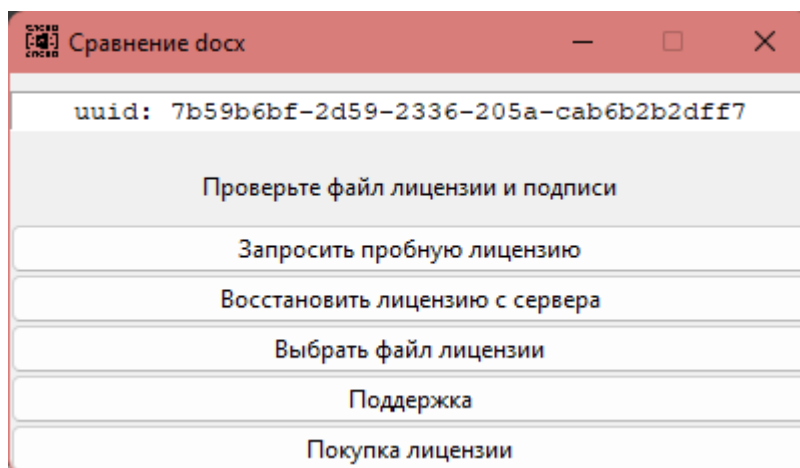 Сравнение docx
uuid: 7b59b6bf-2d59-2336-205a-cab6b2b2dff7
Проверьте файл лицензии и подписи
Запросить пробную лицензию
Восстановить лицензию с сервера
Выбрать файл лицензии
Поддержка
Покупка лицензии